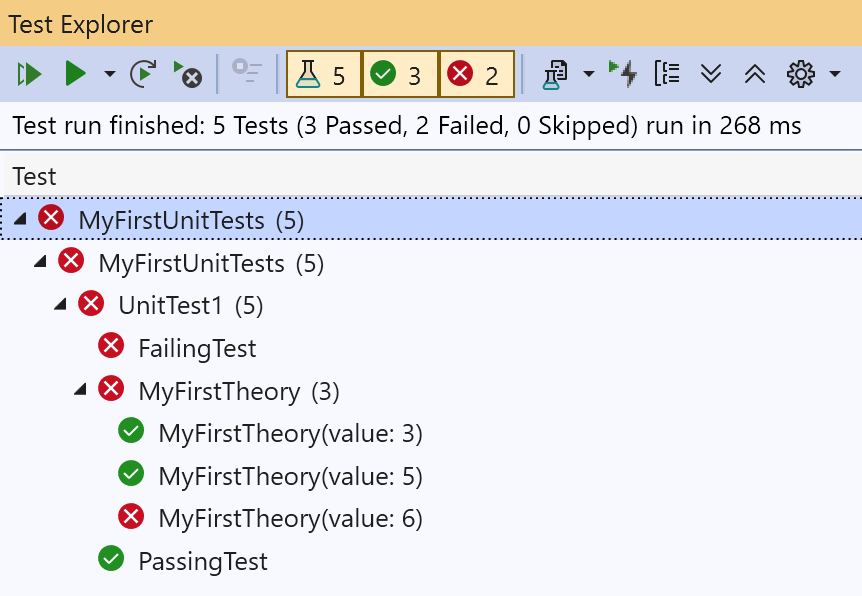 Test Explorer
5 3 2
Test run finished: 5 Tests (3 Passed, 2 Failed, 0 Skipped) run in 268 ms
Test
MyFirstUnitTests (5)
MyFirstUnitTests (5)
UnitTest1 (5)
FailingTest
MyFirstTheory (3)
MyFirstTheory(value: 3)
MyFirstTheory(value: 5)
MyFirstTheory(value: 6)
PassingTest